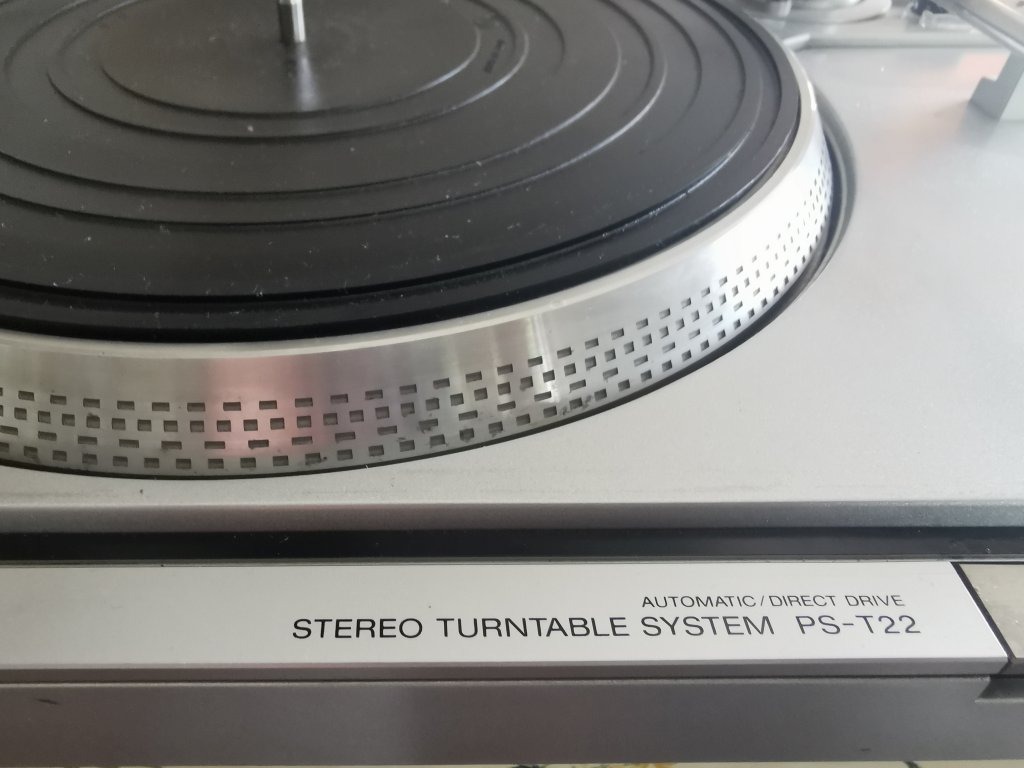 AUTOMATIC/DIRECT DRIVE
STEREO TURNTABLE SYSTEM PS-T22